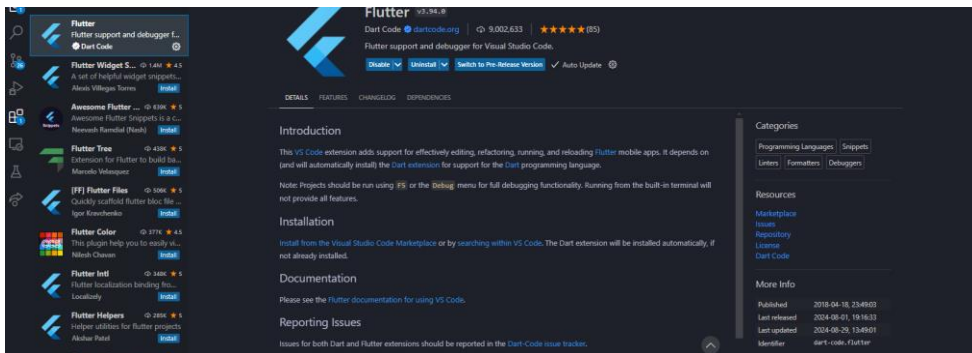 Flutter
Flutter support and debugger f...
Dart Code
Flutter Widget S... 1.4M ★ 4.5
A set of helpful widget snippets...
Alexis Villegas Torres Install
Awesome Flutter ... 639K ★ 5
Awesome Flutter Snippets is a c...
Neevash Ramdial (Nash) Install
Flutter Tree 438K ★ 5
Extension for Flutter to build ba...
Marcelo Velasquez Install
[FF] Flutter Files 506K ★ 5
Quickly scaffold flutter bloc file ...
Igor Kravchenko Install
Flutter Color 377K ★ 4.5
This plugin help you to easily vi...
Nilesh Chavan Install
Flutter Intl 348K ★ 5
Flutter localization binding fro...
Localizely Install
Flutter Helpers 285K ★ 5
Helper utilities for flutter projects
Akshar Patel Install
Flutter v3.94.0
Dart Code dartcode.org 9,002,633 ★★★★★(85)
Flutter support and debugger for Visual Studio Code.
Disable Uninstall Switch to Pre-Release Version ✓ Auto Update
DETAILS FEATURES CHANGELOG DEPENDENCIES
Introduction
This VS Code extension adds support for effectively editing, refactoring, running, and reloading Flutter mobile apps. It depends on
(and will automatically install) the Dart extension for support for the Dart programming language.
Note: Projects should be run using F5 or the Debug menu for full debugging functionality. Running from the built-in terminal will
not provide all features.
Installation
Install from the Visual Studio Code Marketplace or by searching within VS Code. The Dart extension will be installed automatically, if
not already installed.
Documentation
Please see the Flutter documentation for using VS Code.
Reporting Issues
Issues for both Dart and Flutter extensions should be reported in the Dart-Code issue tracker.
Categories
Programming Languages Snippets
Linters Formatters Debuggers
Resources
Marketplace
Issues
Repository
License
Dart Code
More Info
Published 2018-04-18, 23:49:03
Last released 2024-08-01, 19:16:33
Last updated 2024-08-29, 13:49:01
Identifier dart-code.flutter